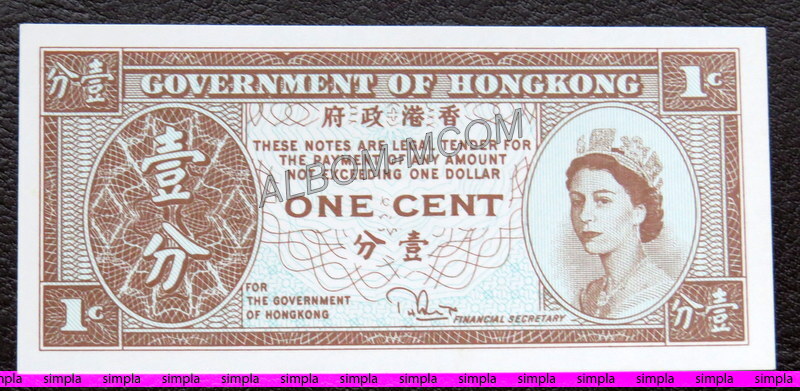 分壹
GOVERNMENT OF HONGKONG
1C
府政港香
THESE NOTES ARE LEGAL TENDER FOR
THE PAYMENT OF ANY AMOUNT
NOT EXCEEDING ONE DOLLAR
ALBOM-M.COM
壹
分
ONE CENT
分壹
FOR
THE GOVERNMENT
OF HONGKONG
FINANCIAL SECRETARY
1C
分壹
simpla simpla simpla simpla simpla simpla simpla simpla simpla simpla simpla simpla simpla simpla